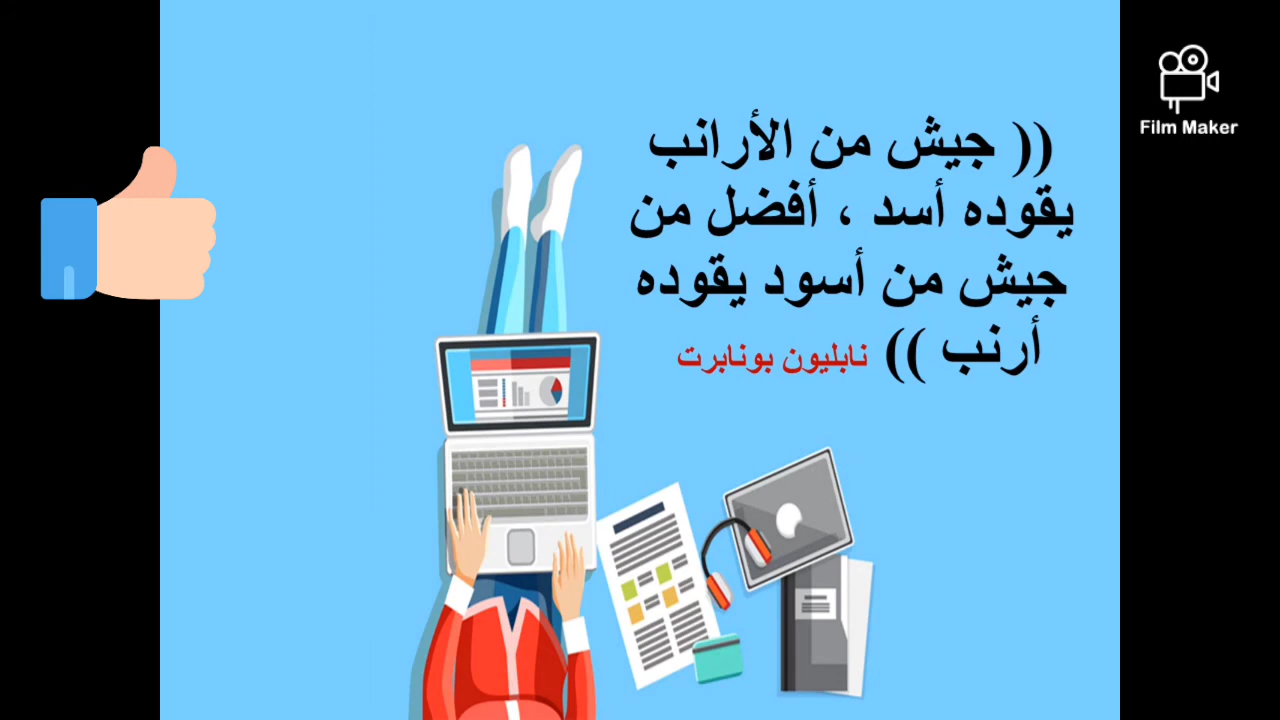 (( جيش من الأرانب
يقوده أسد ، أفضل من
جيش من أسود يقوده
أرنب )) نابليون بونابرت
Film Maker